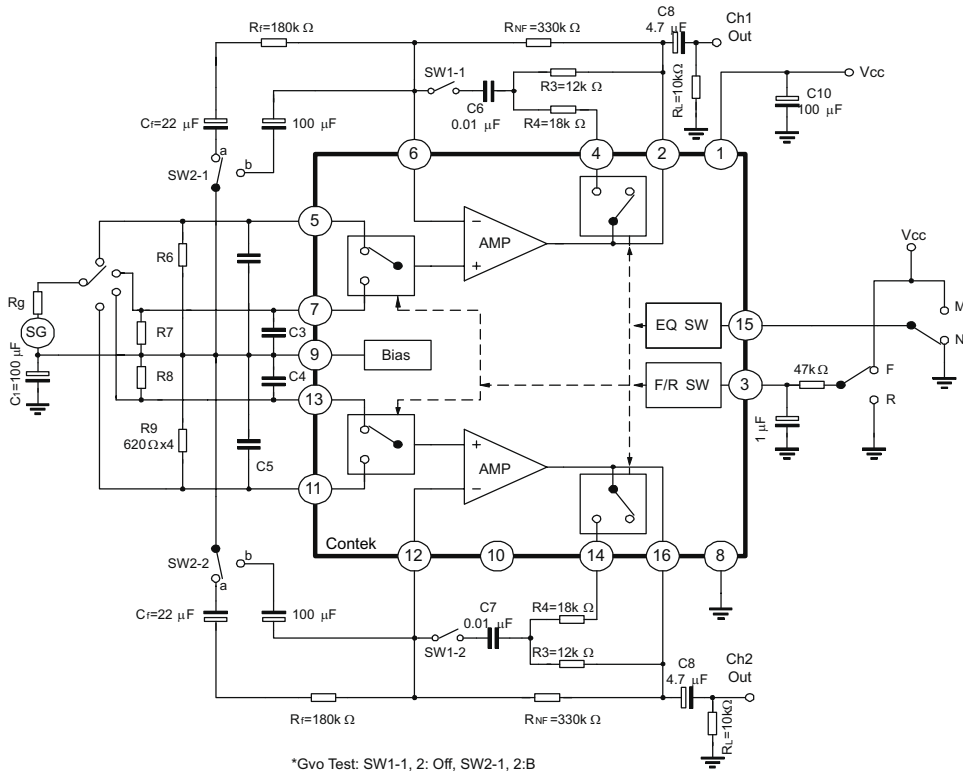 Rf=180k Ω
RNF=330k Ω
C8
4.7 μF
Ch1
Out
SW1-1
R3=12k Ω
RL=10kΩ
Vcc
C6
0.01 μF
R4=18k Ω
C10
100 μF
Cf=22 μF
100 μF
a
b
SW2-1
6
4
2
1
5
AMP
−
+
Vcc
R6
Rg
SG
7
C3
R7
EQ SW
15
M
N
9
Bias
C1=100 μF
R8
C4
F/R SW
3
47kΩ
F
R
13
1 μF
R9
620Ωx4
C5
+
AMP
−
11
Contek
12
10
14
16
8
SW2-2
b
a
Cf=22 μF
100 μF
C7
0.01 μF
R4=18k Ω
SW1-2
R3=12k Ω
C8
4.7 μF
Ch2
Out
Rf=180k Ω
RNF=330k Ω
RL=10kΩ
*Gvo Test: SW1-1, 2: Off, SW2-1, 2:B